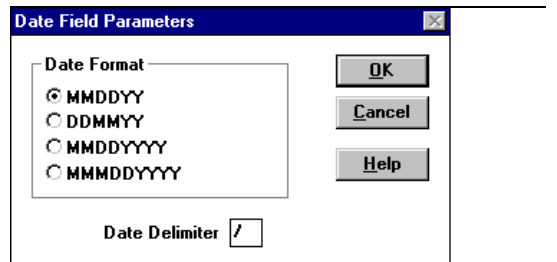 Date Field Parameters
Date Format
MMDDYY
DDMMYY
MMDDYYYY
MMMDDYYYY
OK
Cancel
Help
Date Delimiter /